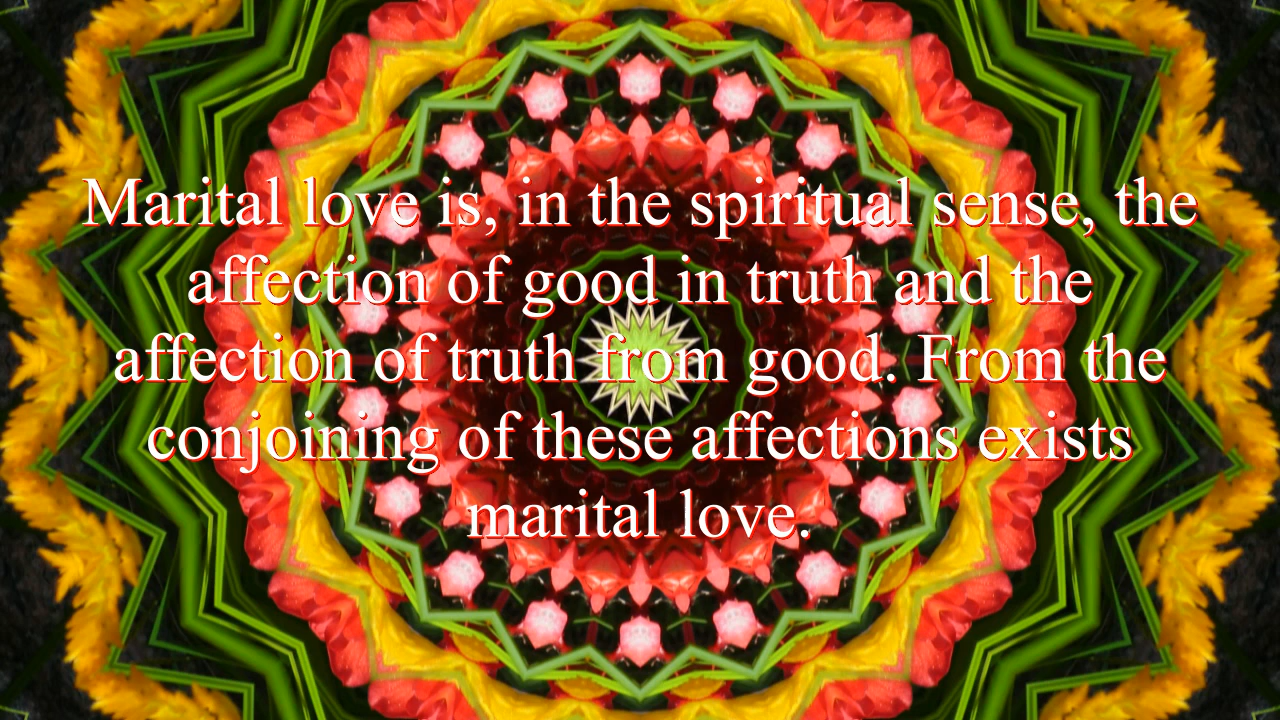 Marital love is, in the spiritual sense, the
affection of good in truth and the
affection of truth from good. From the
conjoining of these affections exists
marital love.